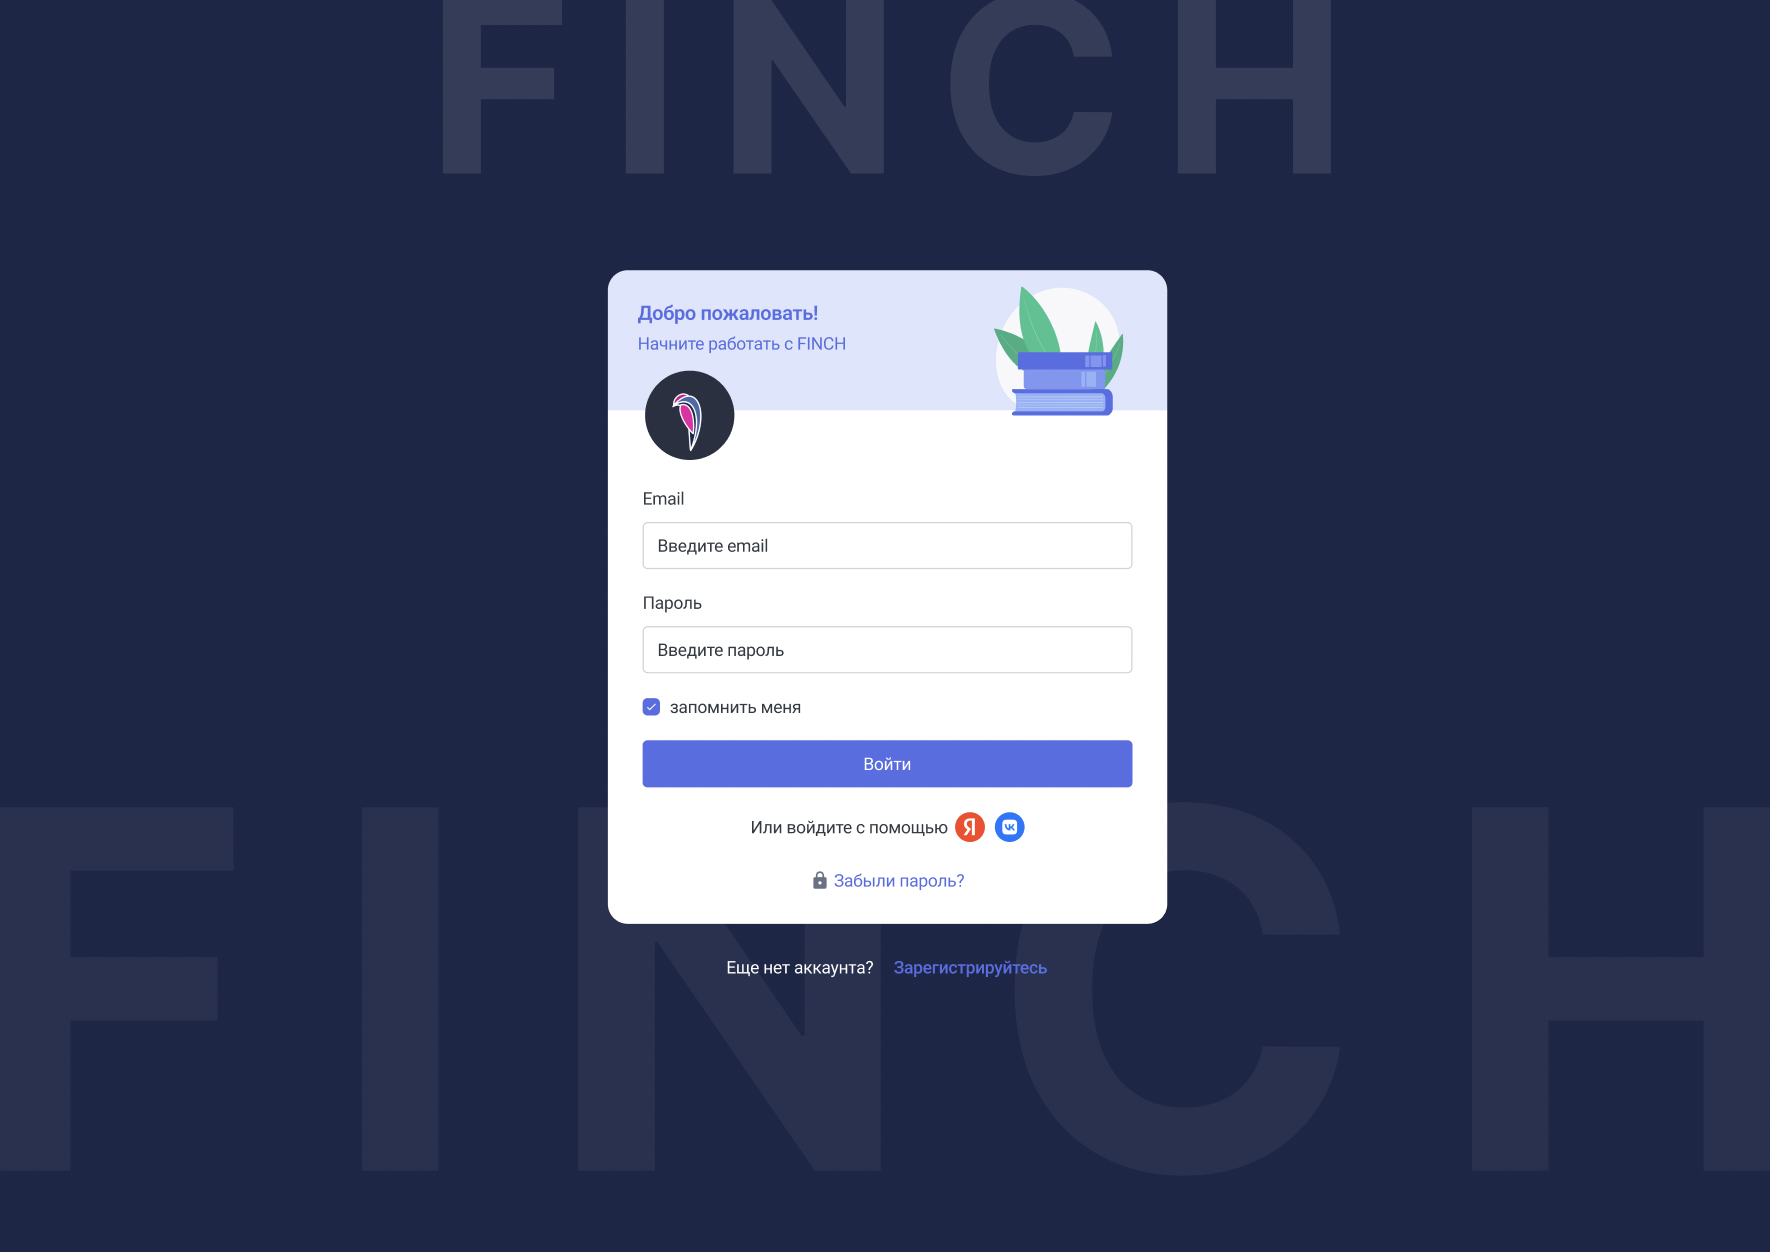 FINCH
Добро пожаловать!
Начните работать с FINCH
Email
Введите email
Пароль
Введите пароль
запомнить меня
Войти
Или войдите с помощью Я VK
Забыли пароль?
Еще нет аккаунта? Зарегистрируйтесь
FINCH